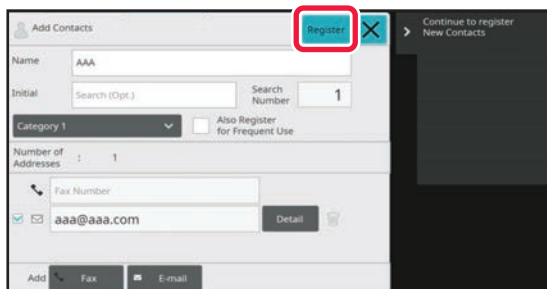 Add Contacts
Register
Continue to register
New Contacts
Name
AAA
Initial
Search (Opt.)
Search
Number
1
Category 1
Also Register
for Frequent Use
Number of
Addresses
:
1
Fax Number
aaa@aaa.com
Detail
Add
Fax
E-mail